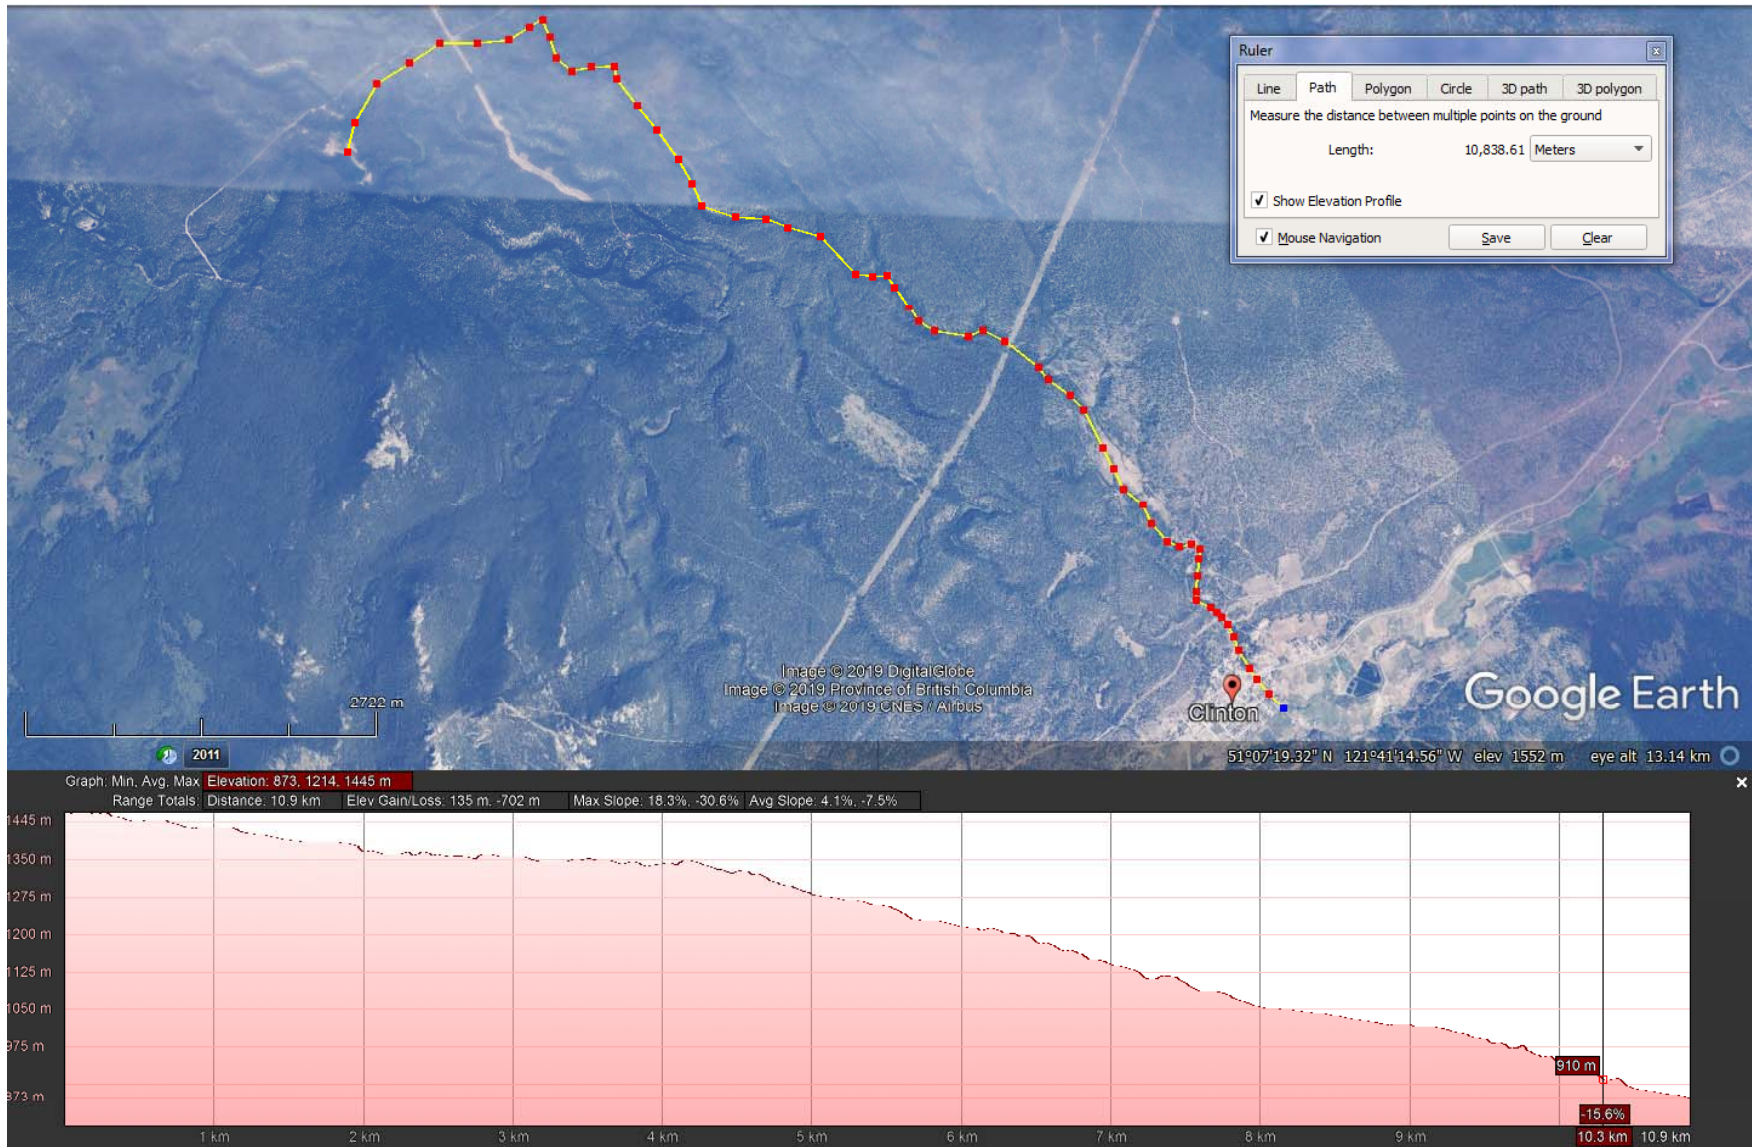 Ruler
Line Path Polygon Circle 3D path 3D polygon
Measure the distance between multiple points on the ground
Length: 10,838.61 Meters
Show Elevation Profile
Mouse Navigation Save Clear
Image © 2019 DigitalGlobe
Image © 2019 Province of British Columbia
Image © 2019 CNES / Airbus
Clinton
Google Earth
2722 m
2011
51°07'19.32" N 121°41'14.56" W elev 1552 m eye alt 13.14 km
Graph: Min, Avg, Max Elevation: 873, 1214, 1445 m
Range Totals: Distance: 10.9 km Elev Gain/Loss: 135 m, -702 m Max Slope: 18.3%, -30.6% Avg Slope: 4.1%, -7.5%
1445 m
1350 m
1275 m
1200 m
1125 m
1050 m
975 m
910 m
873 m
-15.6%
1 km 2 km 3 km 4 km 5 km 6 km 7 km 8 km 9 km 10.3 km 10.9 km